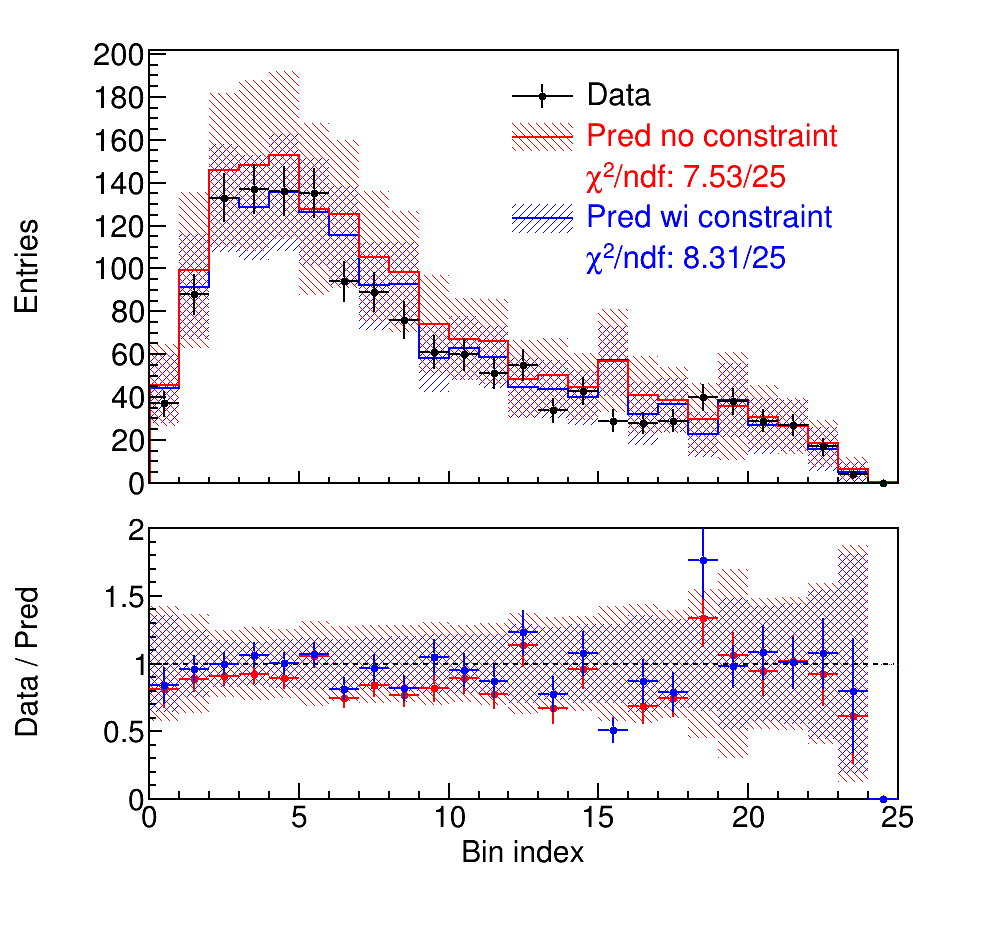 200
180
160
140
120
100
80
60
40
20
0
Entries
Data
Pred no constraint
χ²/ndf: 7.53/25
Pred wi constraint
χ²/ndf: 8.31/25
2
1.5
1
0.5
0
Data / Pred
0 5 10 15 20 25
Bin index